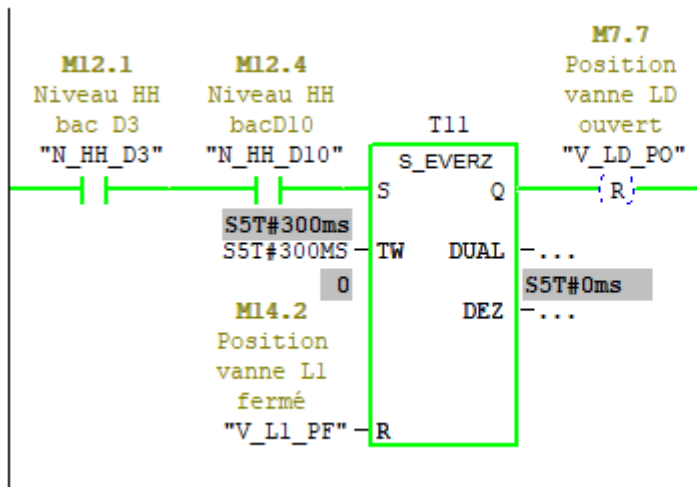 M7.7
M12.1
M12.4
Position
Niveau HH
Niveau HH
vanne LD
bac D3
bacD10
T11
ouvert
"N_HH_D3"
"N_HH_D10"
S_EVERZ
"V_LD_PO"
S
Q
R
S5T#300ms
S5T#300MS
TW
DUAL
...
0
S5T#0ms
M14.2
DEZ
...
Position
vanne L1
fermé
"V_L1_PF"
R